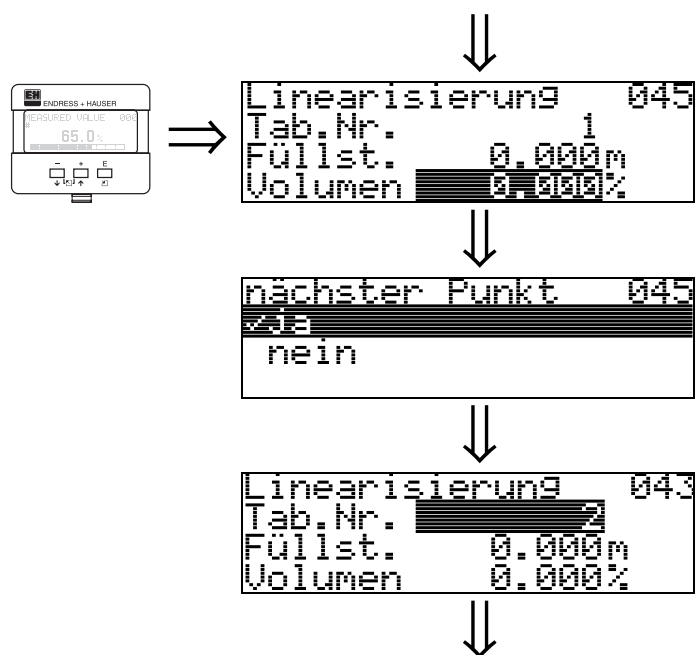 EH ENDRESS + HAUSER
MEASURED VALUE 000
#
65.0 %
- + E
Linearisierung 045
Tab.Nr. 1
Füllst. 0.000m
Volumen 0.000%
nächster Punkt 045
✓ja
nein
Linearisierung 043
Tab.Nr. 2
Füllst. 0.000m
Volumen 0.000%